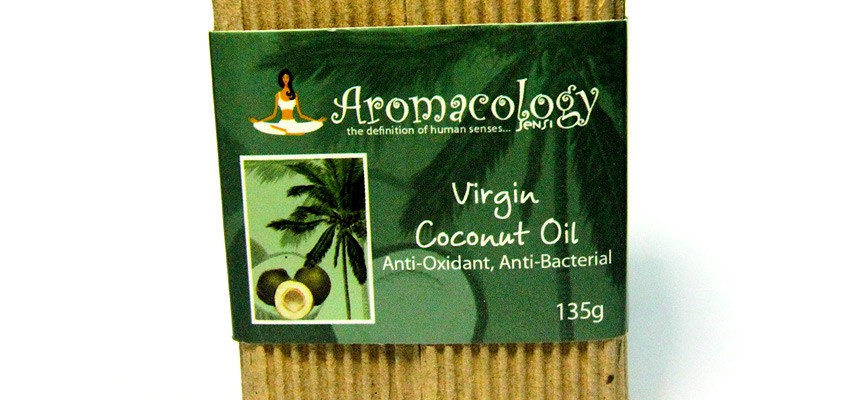 Aromacology
SENSI
the definition of human senses...
Virgin
Coconut Oil
Anti-Oxidant, Anti-Bacterial
135g